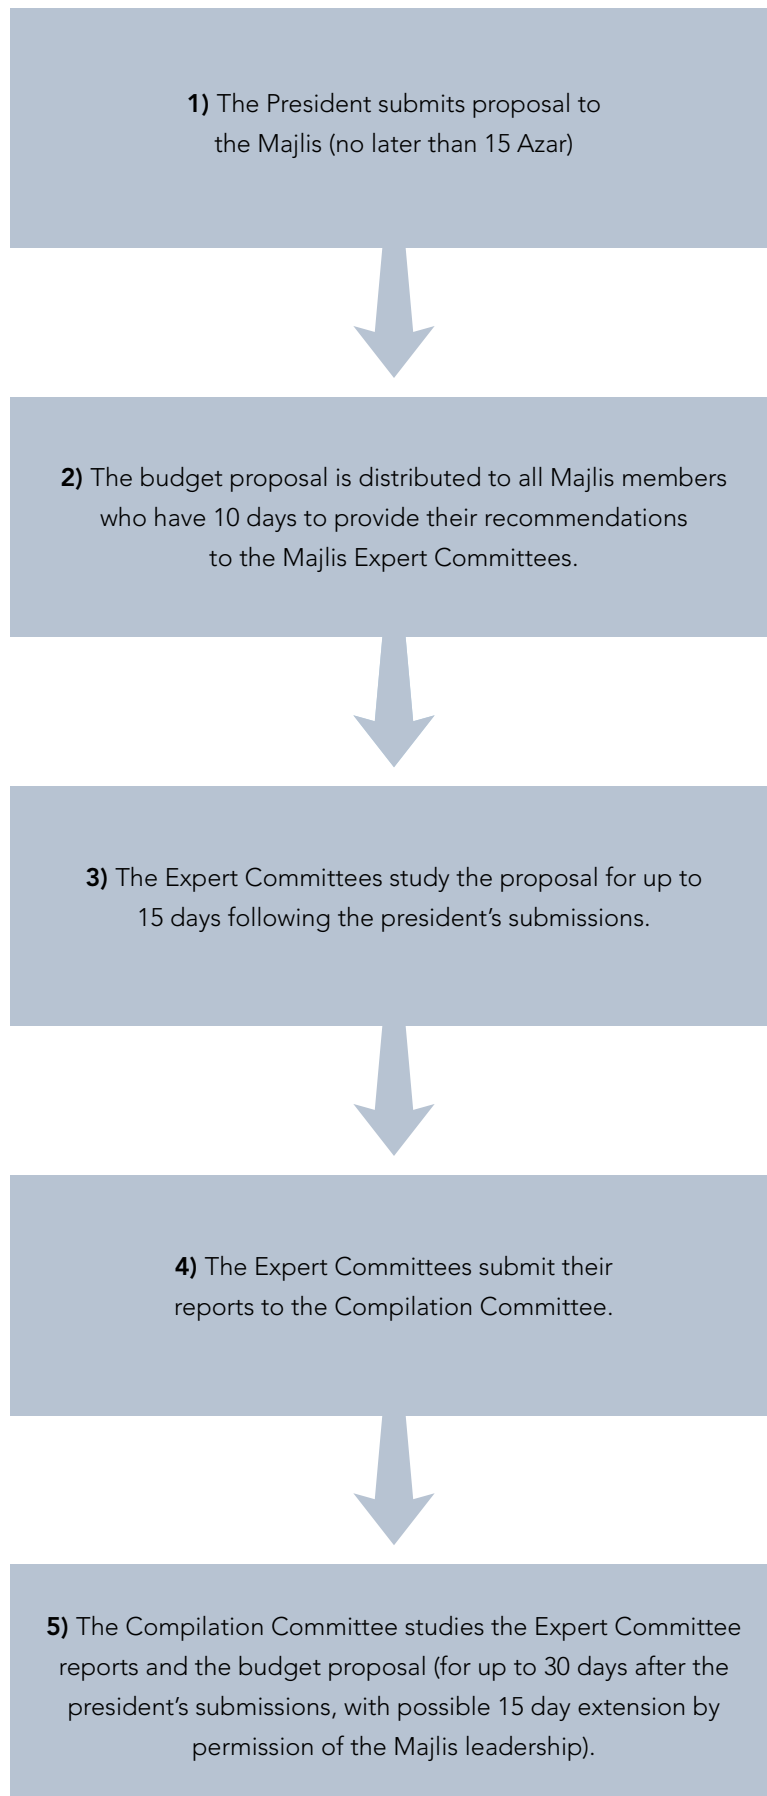 1) The President submits proposal to
the Majlis (no later than 15 Azar)
2) The budget proposal is distributed to all Majlis members
who have 10 days to provide their recommendations
to the Majlis Expert Committees.
3) The Expert Committees study the proposal for up to
15 days following the president’s submissions.
4) The Expert Committees submit their
reports to the Compilation Committee.
5) The Compilation Committee studies the Expert Committee
reports and the budget proposal (for up to 30 days after the
president’s submissions, with possible 15 day extension by
permission of the Majlis leadership).